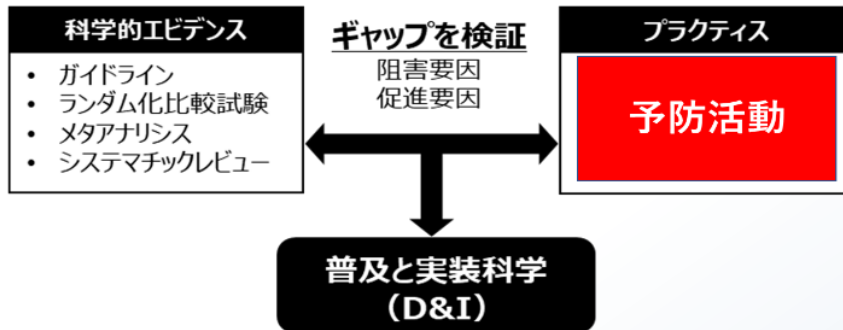 科学的エビデンス
• ガイドライン
• ランダム化比較試験
• メタアナリシス
• システマチックレビュー
ギャップを検証
阻害要因
促進要因
プラクティス
予防活動
普及と実装科学
（D&I）